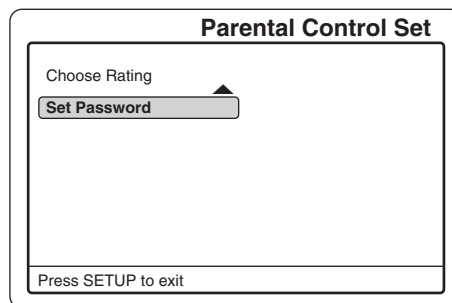 Parental Control Set
Choose Rating
Set Password
Press SETUP to exit